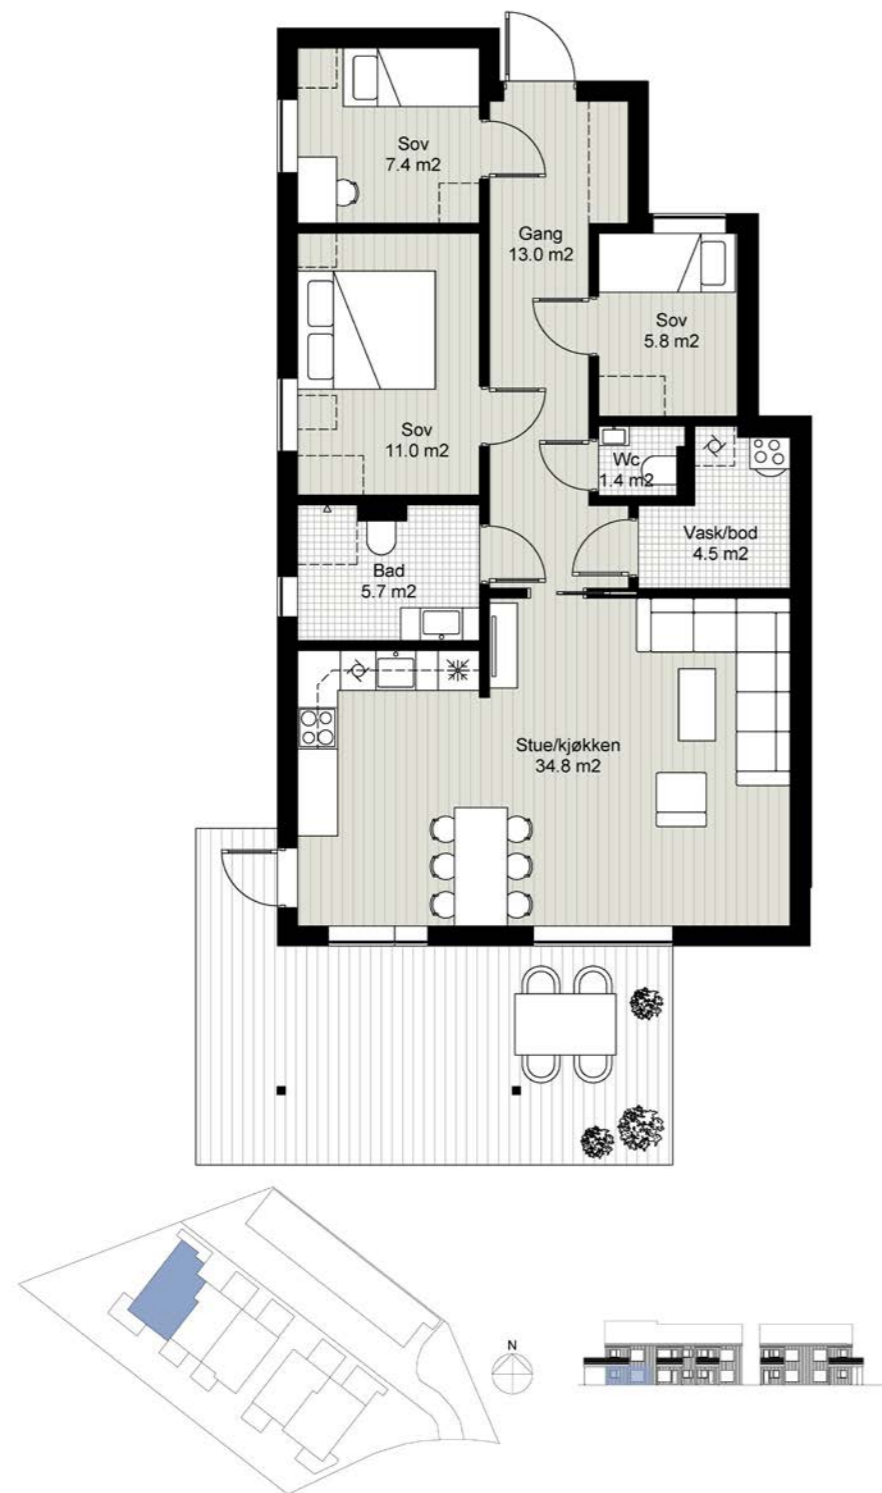 Sov
7.4 m2
Gang
13.0 m2
Sov
5.8 m2
Sov
11.0 m2
Wc
1.4 m2
Vask/bod
4.5 m2
Bad
5.7 m2
Stue/kjøkken
34.8 m2
N